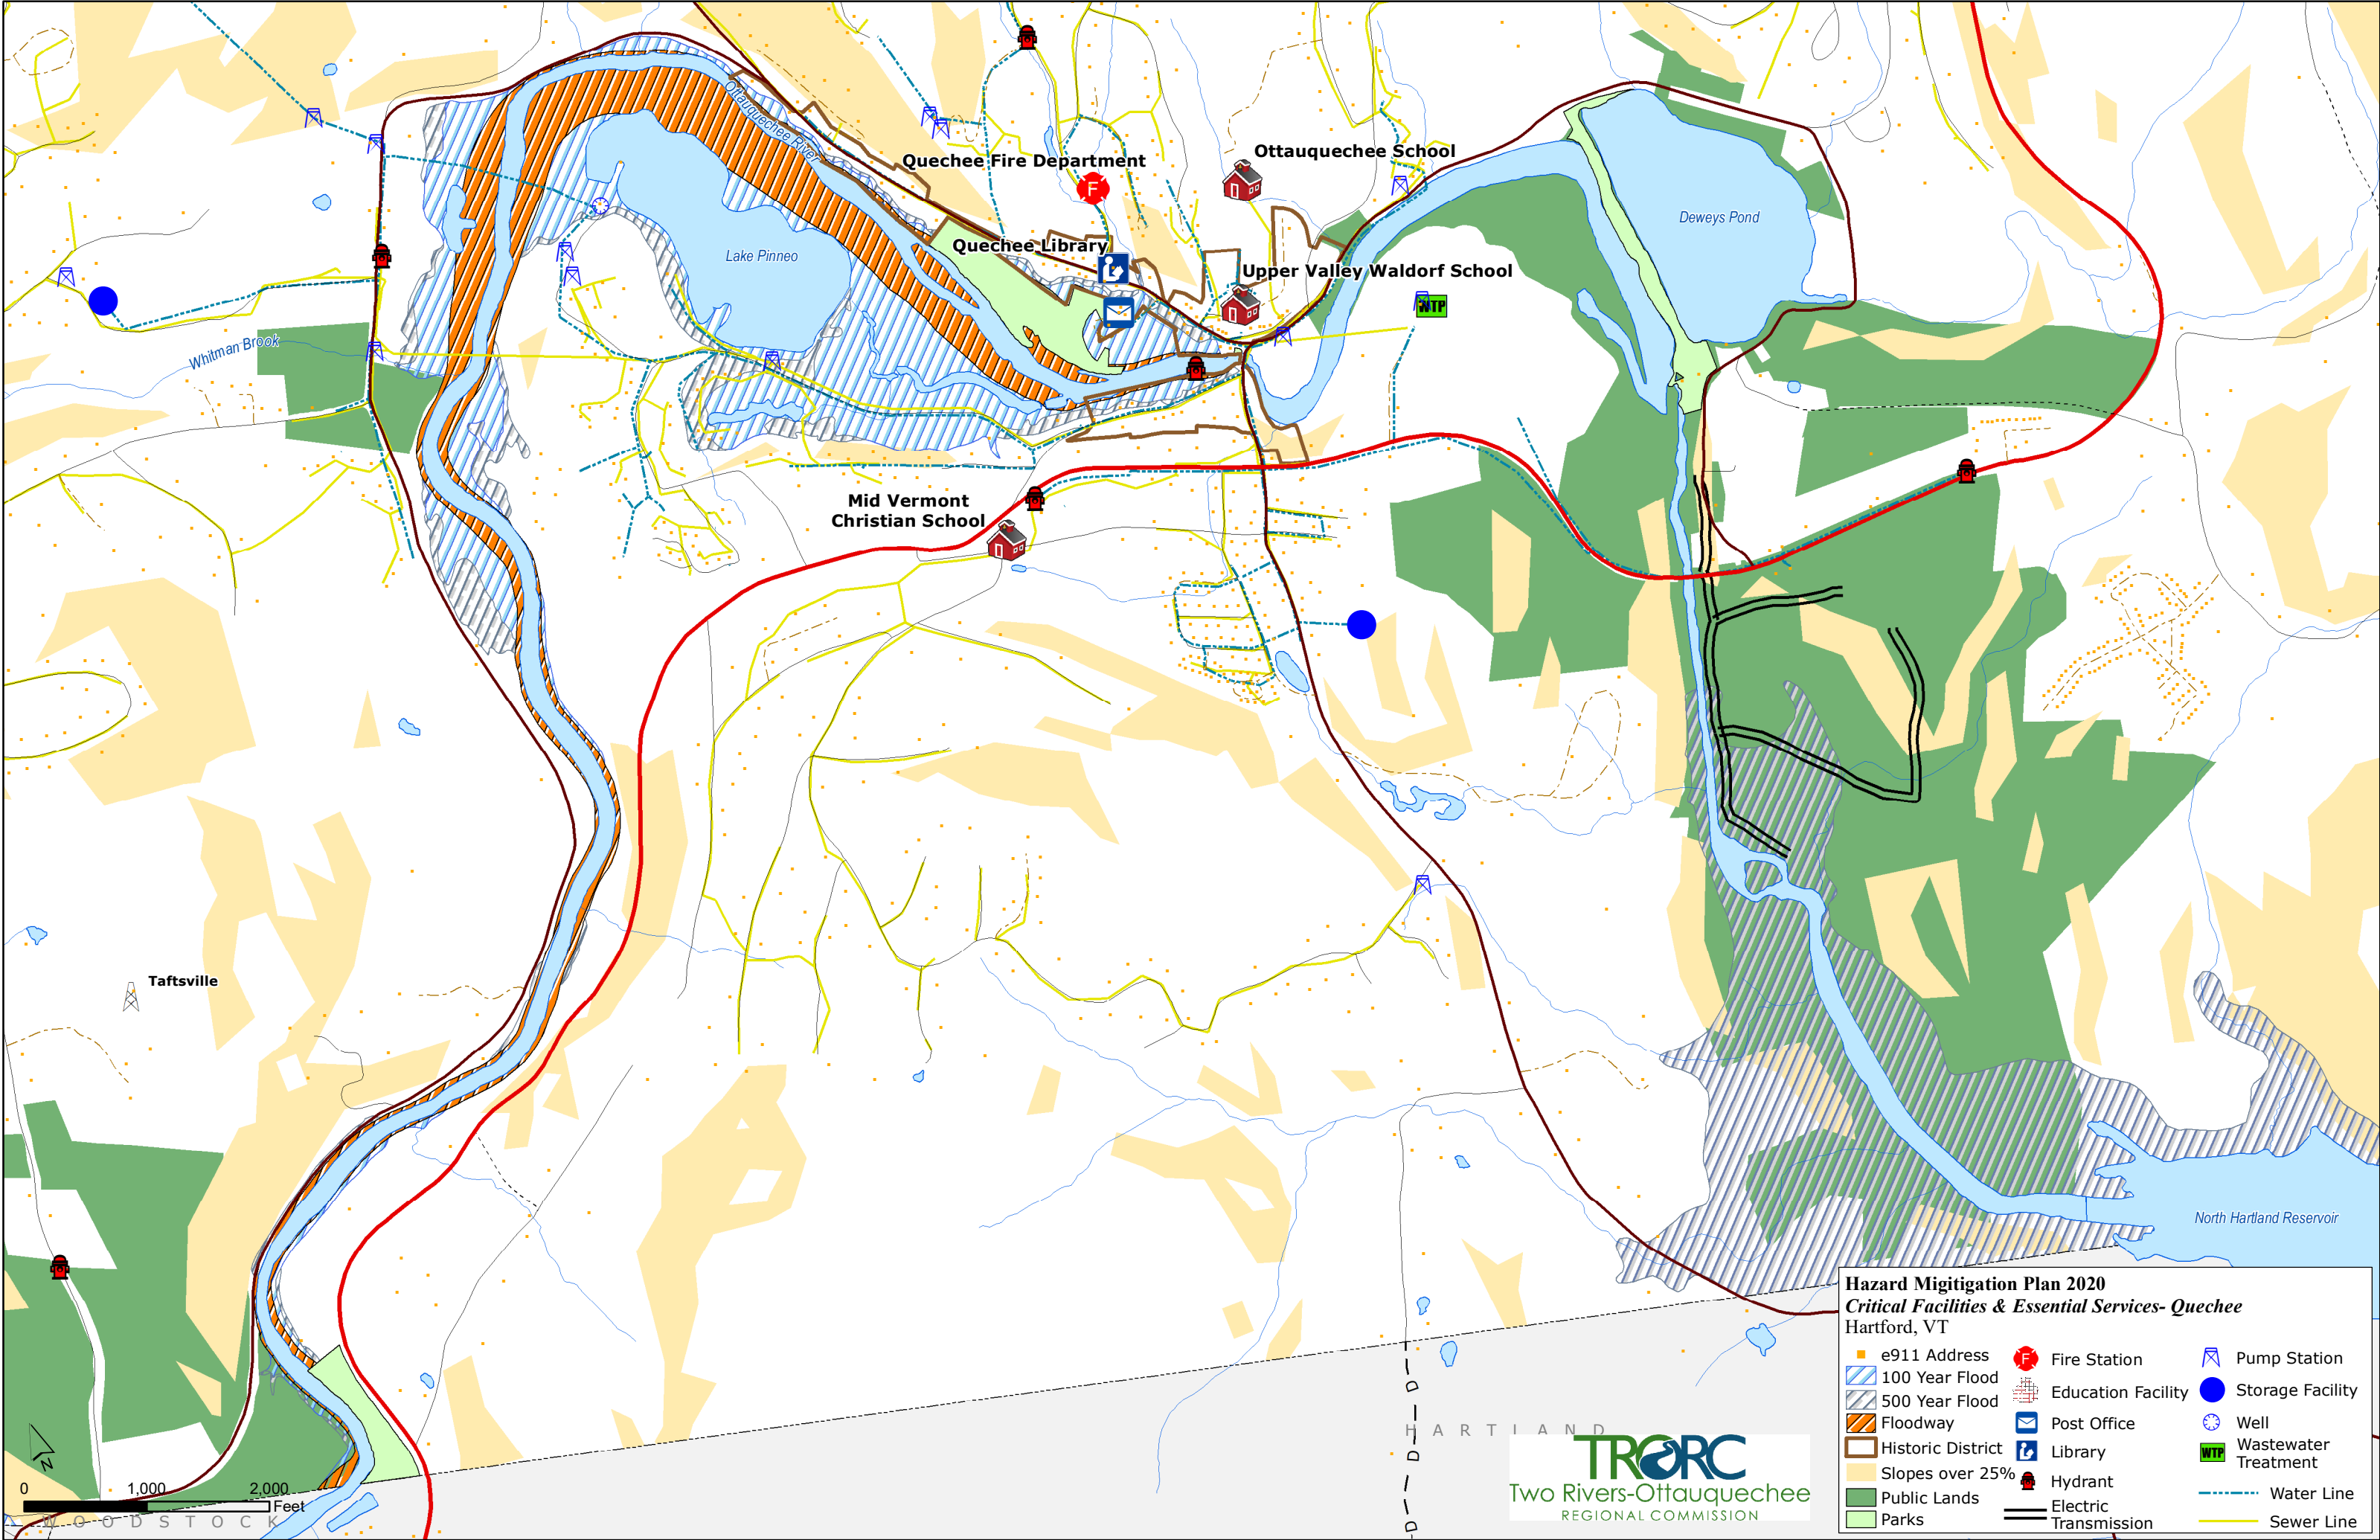 Ottauquechee River
Quechee Fire Department
F
Ottauquechee School
Deweys Pond
Quechee Library
Lake Pinneo
Upper Valley Waldorf School
WTP
Whitman Brook
Mid Vermont
Christian School
Taftsville
North Hartland Reservoir
HARTLAND
D
D
D
D
WOODSTOCK
N
0 1,000 2,000
Feet
TRORC
Two Rivers-Ottauquechee
REGIONAL COMMISSION
Hazard Migitigation Plan 2020
Critical Facilities & Essential Services- Quechee
Hartford, VT
e911 Address
100 Year Flood
500 Year Flood
Floodway
Historic District
Slopes over 25%
Public Lands
Parks
F Fire Station
Education Facility
Post Office
Library
Hydrant
Electric
Transmission
Pump Station
Storage Facility
Well
WTP Wastewater
Treatment
Water Line
Sewer Line